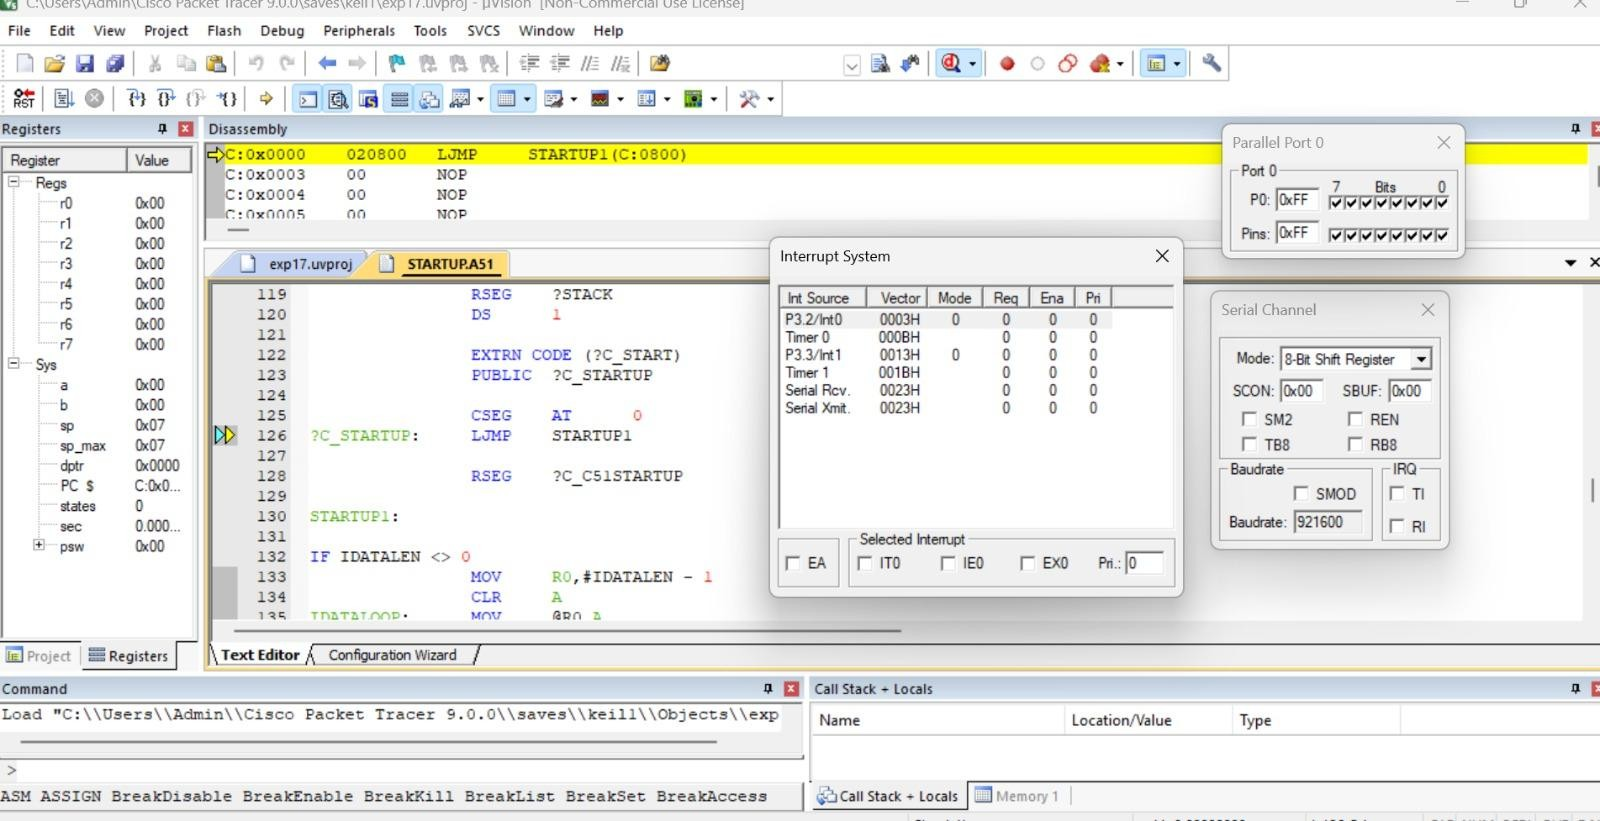 C:\Users\Admin\Cisco Packet Tracer 9.0.0\saves\keil1\exp17.uvproj - µVision [Non-Commercial Use License]
File Edit View Project Flash Debug Peripherals Tools SVCS Window Help
RST
Registers
Register Value
Regs
r0 0x00
r1 0x00
r2 0x00
r3 0x00
r4 0x00
r5 0x00
r6 0x00
r7 0x00
Sys
a 0x00
b 0x00
sp 0x07
sp_max 0x07
dptr 0x0000
PC $ C:0x0...
states 0
sec 0.000...
psw 0x00
Project Registers
Disassembly
C:0x0000 020800 LJMP STARTUP1(C:0800)
C:0x0003 00 NOP
C:0x0004 00 NOP
C:0x0005 00 NOP
exp17.uvproj STARTUP.A51
119 RSEG ?STACK
120 DS 1
121
122 EXTRN CODE (?C_START)
123 PUBLIC ?C_STARTUP
124
125 CSEG AT 0
126 ?C_STARTUP: LJMP STARTUP1
127
128 RSEG ?C_C51STARTUP
129
130 STARTUP1:
131
132 IF IDATALEN <> 0
133 MOV R0,#IDATALEN - 1
134 CLR A
135 IDATALOOP: MOV @R0,A
Text Editor Configuration Wizard
Interrupt System
Int Source Vector Mode Req Ena Pri
P3.2/Int0 0003H 0 0 0 0
Timer 0 000BH 0 0 0
P3.3/Int1 0013H 0 0 0 0
Timer 1 001BH 0 0 0
Serial Rcv. 0023H 0 0 0
Serial Xmit. 0023H 0 0 0
Selected Interrupt
EA IT0 IE0 EX0 Pri.: 0
Parallel Port 0
Port 0
7 Bits 0
P0: 0xFF
Pins: 0xFF
Serial Channel
Mode: 8-Bit Shift Register
SCON: 0x00 SBUF: 0x00
SM2 REN
TB8 RB8
Baudrate IRQ
SMOD TI
Baudrate: 921600 RI
Command
Load "C:\\Users\\Admin\\Cisco Packet Tracer 9.0.0\\saves\\keil1\\Objects\\exp
>
ASM ASSIGN BreakDisable BreakEnable BreakKill BreakList BreakSet BreakAccess
Call Stack + Locals
Name Location/Value Type
Call Stack + Locals Memory 1